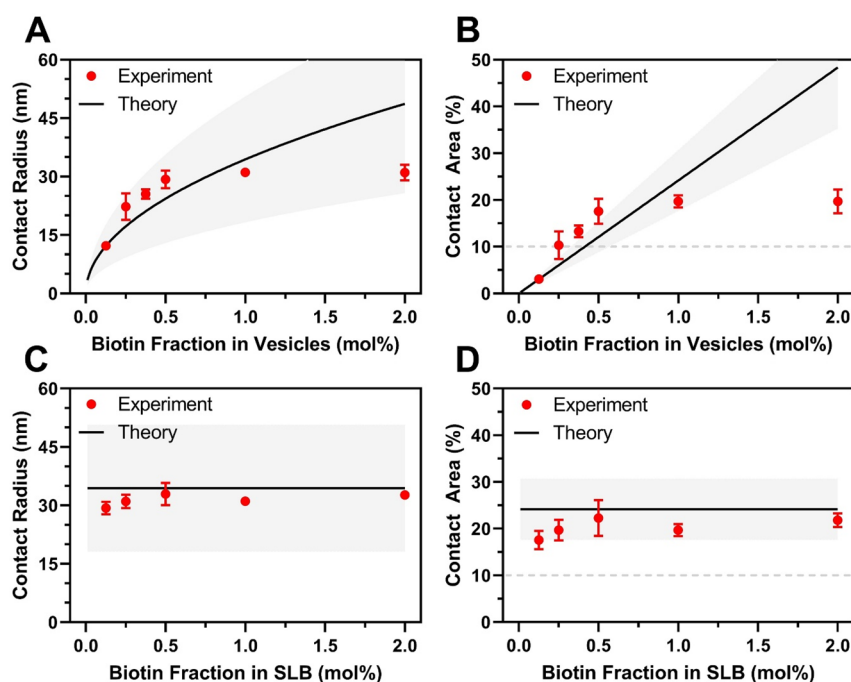 A
60
45
30
15
0
Contact Radius (nm)
Experiment
Theory
0.0 0.5 1.0 1.5 2.0
Biotin Fraction in Vesicles (mol%)
B
50
40
30
20
10
0
Contact Area (%)
Experiment
Theory
0.0 0.5 1.0 1.5 2.0
Biotin Fraction in Vesicles (mol%)
C
60
45
30
15
0
Contact Radius (nm)
Experiment
Theory
0.0 0.5 1.0 1.5 2.0
Biotin Fraction in SLB (mol%)
D
50
40
30
20
10
0
Contact Area (%)
Experiment
Theory
0.0 0.5 1.0 1.5 2.0
Biotin Fraction in SLB (mol%)